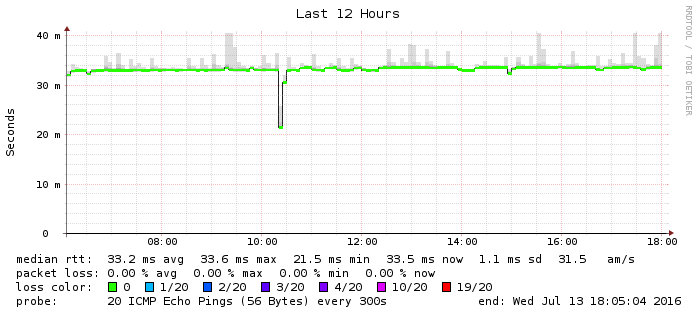 Last 12 Hours
RRDTOOL / TOBI OETIKER
Seconds
40 m
30 m
20 m
10 m
0
08:00 10:00 12:00 14:00 16:00 18:00
median rtt: 33.2 ms avg 33.6 ms max 21.5 ms min 33.5 ms now 1.1 ms sd 31.5 am/s
packet loss: 0.00 % avg 0.00 % max 0.00 % min 0.00 % now
loss color: 0 1/20 2/20 3/20 4/20 10/20 19/20
probe: 20 ICMP Echo Pings (56 Bytes) every 300s end: Wed Jul 13 18:05:04 2016